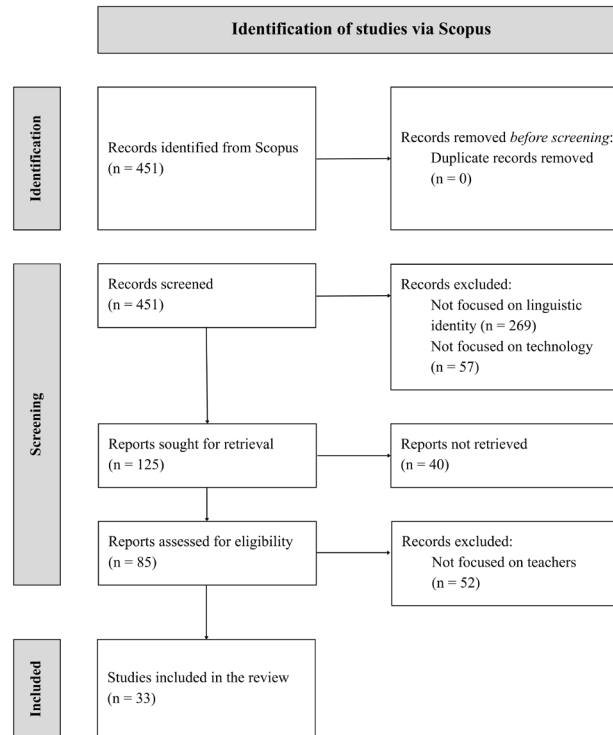 Identification of studies via Scopus
Identification
Records identified from Scopus
(n = 451)
Records removed before screening:
Duplicate records removed
(n = 0)
Screening
Records screened
(n = 451)
Records excluded:
Not focused on linguistic
identity (n = 269)
Not focused on technology
(n = 57)
Reports sought for retrieval
(n = 125)
Reports not retrieved
(n = 40)
Reports assessed for eligibility
(n = 85)
Records excluded:
Not focused on teachers
(n = 52)
Included
Studies included in the review
(n = 33)